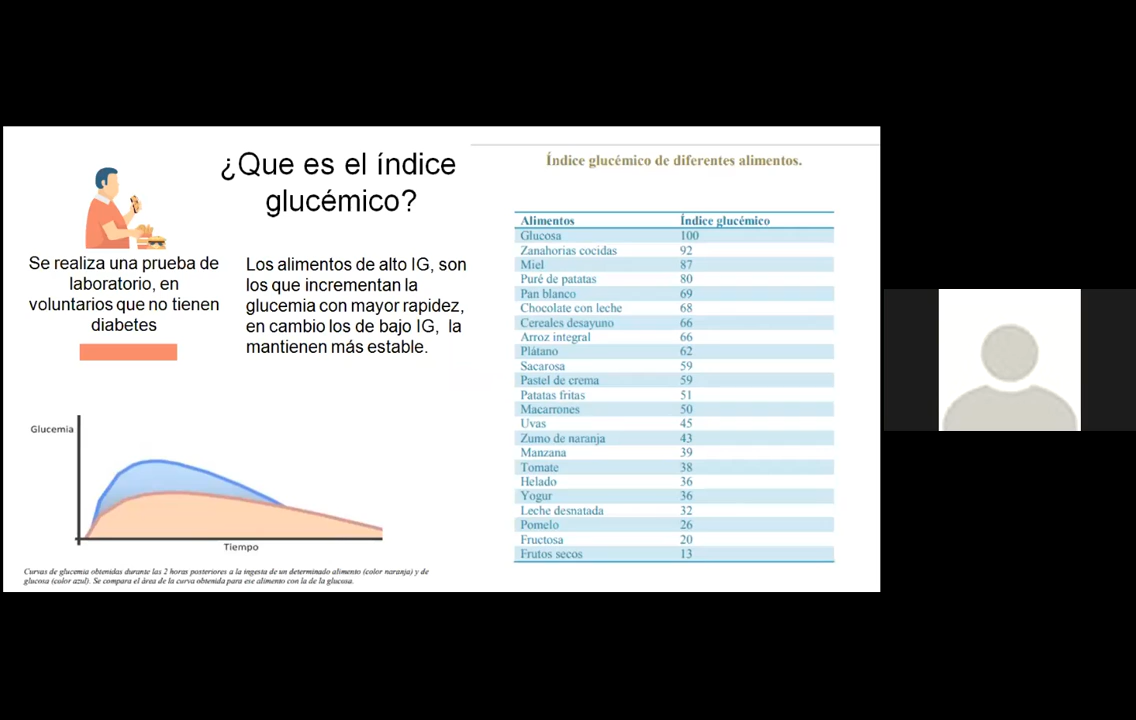 ¿Que es el índice
glucémico?
Se realiza una prueba de
laboratorio, en
voluntarios que no tienen
diabetes
Los alimentos de alto IG, son
los que incrementan la
glucemia con mayor rapidez,
en cambio los de bajo IG, la
mantienen más estable.
Glucemia
Tiempo
Curvas de glucemia obtenidas durante las 2 horas posteriores a la ingesta de un determinado alimento (color naranja) y de
glucosa (color azul). Se compara el área de la curva obtenida para ese alimento con la de la glucosa.
Índice glucémico de diferentes alimentos.
Alimentos Índice glucémico
Glucosa 100
Zanahorias cocidas 92
Miel 87
Puré de patatas 80
Pan blanco 69
Chocolate con leche 68
Cereales desayuno 66
Arroz integral 66
Plátano 62
Sacarosa 59
Pastel de crema 59
Patatas fritas 51
Macarrones 50
Uvas 45
Zumo de naranja 43
Manzana 39
Tomate 38
Helado 36
Yogur 36
Leche desnatada 32
Pomelo 26
Fructosa 20
Frutos secos 13